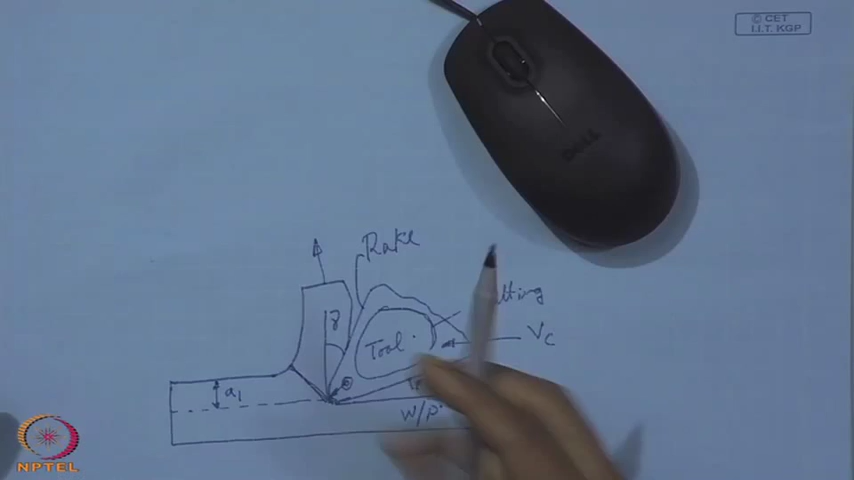 © CET
I.I.T. KGP
DELL
Rake
γ
Tool
Vc
a1
W/P
NPTEL